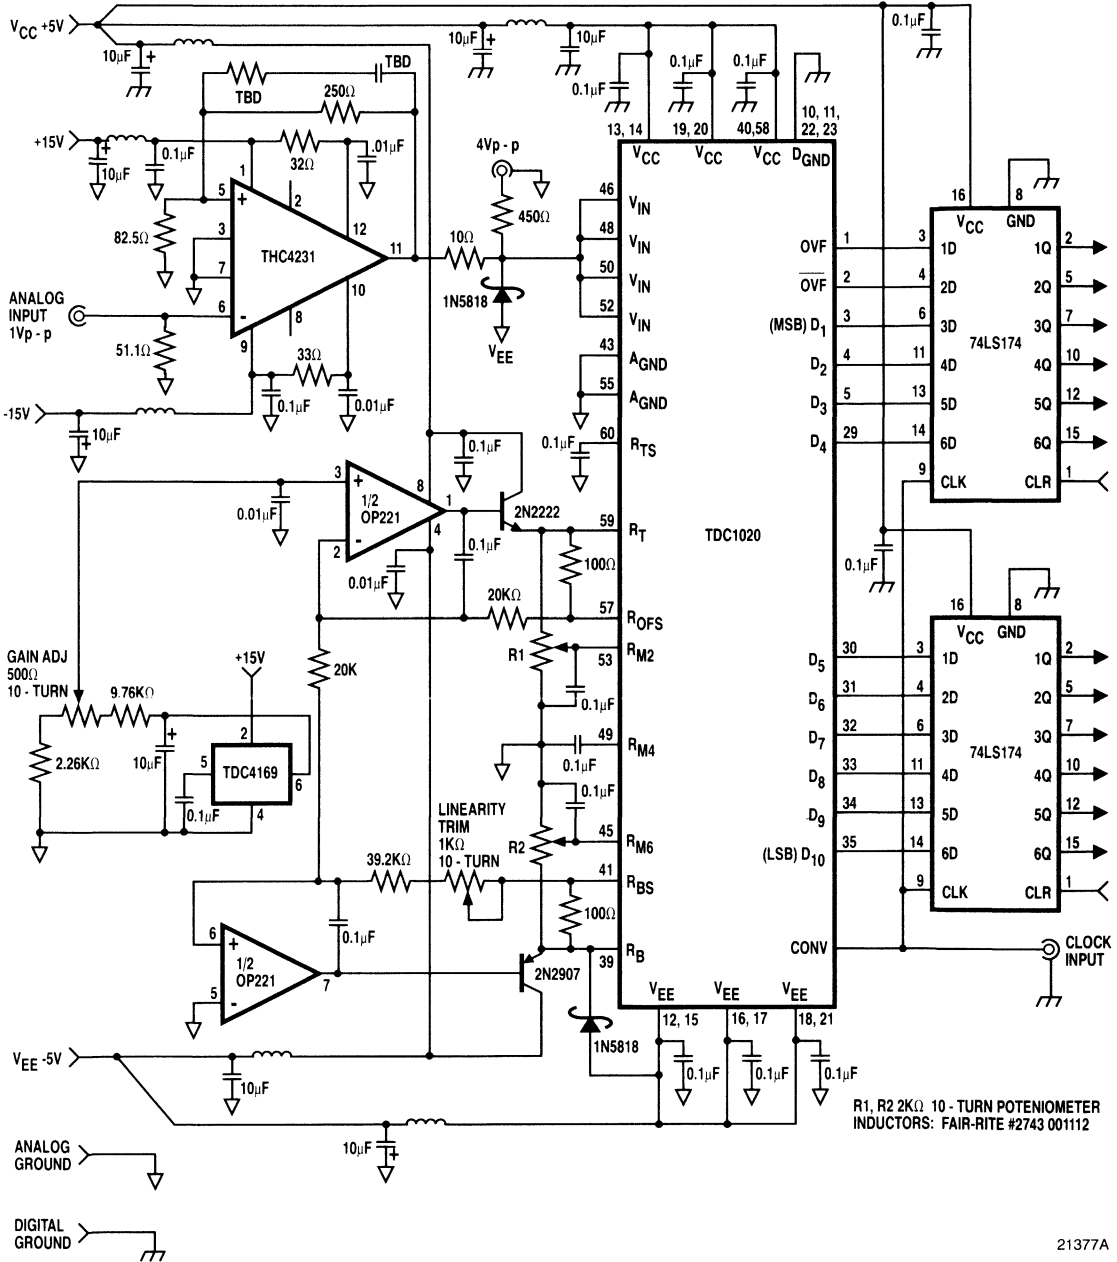 VCC +5V
10µF
+
10µF
+
10µF
0.1µF
TBD
TBD
250Ω
0.1µF
0.1µF
0.1µF
13, 14
19, 20
40,58
10, 11,
22, 23
VCC
VCC
VCC
DGND
+15V
+
10µF
0.1µF
32Ω
.01µF
4Vp - p
450Ω
1
5
+
2
82.5Ω
3
12
THC4231
11
7
10
10Ω
1N5818
VEE
ANALOG
INPUT
1Vp - p
6
-
8
51.1Ω
9
33Ω
0.1µF
0.01µF
-15V
10µF
+
46
VIN
48
VIN
50
VIN
52
VIN
43
AGND
55
AGND
0.1µF
60
RTS
OVF
1
OVF
2
(MSB) D1
3
D2
4
D3
5
D4
29
16
8
VCC
GND
3
1D
1Q
2
4
2D
2Q
5
6
3D
3Q
7
74LS174
11
4D
4Q
10
13
5D
5Q
12
14
6D
6Q
15
9
CLK
CLR
1
0.1µF
3
+
8
1/2
OP221
1
4
2
-
0.01µF
0.01µF
0.1µF
2N2222
59
RT
TDC1020
100Ω
20KΩ
57
ROFS
R1
53
RM2
0.1µF
20K
GAIN ADJ
500Ω
10 - TURN
9.76KΩ
+15V
2
2.26KΩ
+
10µF
5
TDC4169
6
0.1µF
4
49
RM4
0.1µF
0.1µF
R2
45
RM6
LINEARITY
TRIM
1KΩ
10 - TURN
39.2KΩ
41
RBS
100Ω
0.1µF
6
+
1/2
OP221
7
5
-
2N2907
39
RB
1N5818
CONV
VEE
VEE
VEE
12, 15
16, 17
18, 21
0.1µF
0.1µF
0.1µF
0.1µF
16
8
VCC
GND
D5
30
3
1D
1Q
2
D6
31
4
2D
2Q
5
D7
32
6
3D
3Q
7
74LS174
D8
33
11
4D
4Q
10
D9
34
13
5D
5Q
12
(LSB) D10
35
14
6D
6Q
15
9
CLK
CLR
1
CLOCK
INPUT
VEE -5V
10µF
10µF
+
R1, R2 2KΩ 10 - TURN POTENIOMETER
INDUCTORS: FAIR-RITE #2743 001112
ANALOG
GROUND
DIGITAL
GROUND
21377A